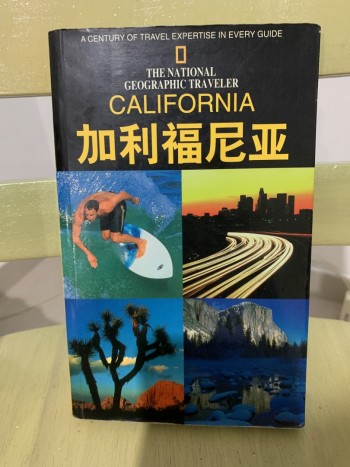 A CENTURY OF TRAVEL EXPERTISE IN EVERY GUIDE
THE NATIONAL
GEOGRAPHIC TRAVELER
CALIFORNIA
加利福尼亚